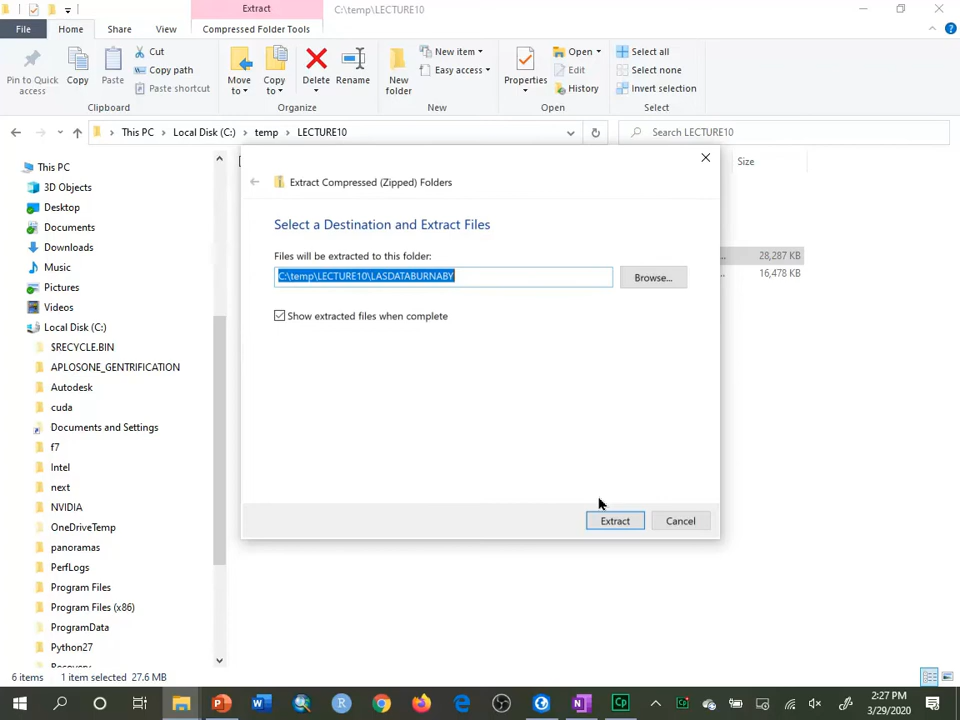 Extract
C:\temp\LECTURE10
File
Home
Share
View
Compressed Folder Tools
Pin to Quick
access
Copy
Paste
Cut
Copy path
Paste shortcut
Clipboard
Move
to
Copy
to
Delete
Rename
Organize
New
folder
New item
Easy access
New
Properties
Open
Edit
History
Open
Select all
Select none
Invert selection
Select
This PC
Local Disk (C:)
temp
LECTURE10
Search LECTURE10
This PC
3D Objects
Desktop
Documents
Downloads
Music
Pictures
Videos
Local Disk (C:)
$RECYCLE.BIN
APLOSONE_GENTRIFICATION
Autodesk
cuda
Documents and Settings
f7
Intel
next
NVIDIA
OneDriveTemp
panoramas
PerfLogs
Program Files
Program Files (x86)
ProgramData
Python27
Recovery
Size
... 28,287 KB
... 16,478 KB
Extract Compressed (Zipped) Folders
Select a Destination and Extract Files
Files will be extracted to this folder:
C:\temp\LECTURE10\LASDATABURNABY
Browse...
Show extracted files when complete
Extract
Cancel
6 items
1 item selected 27.6 MB
2:27 PM
3/29/2020